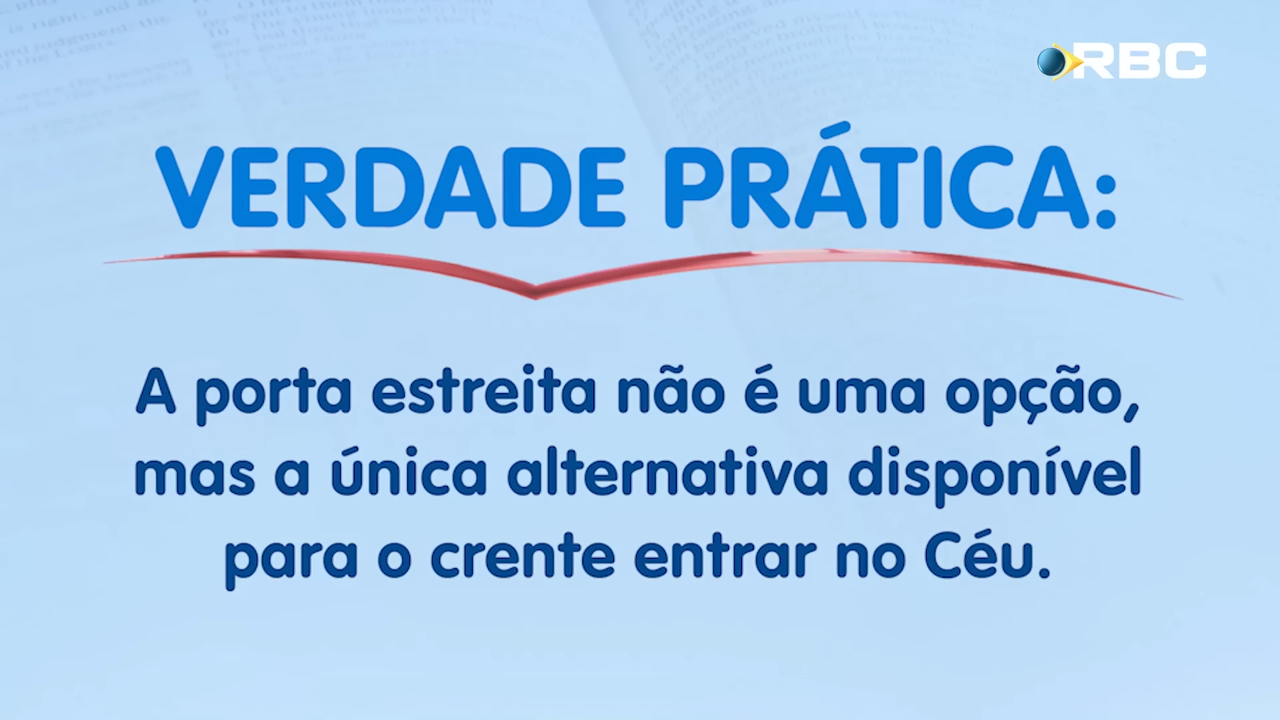 RBC
VERDADE PRÁTICA:
A porta estreita não é uma opção,
mas a única alternativa disponível
para o crente entrar no Céu.